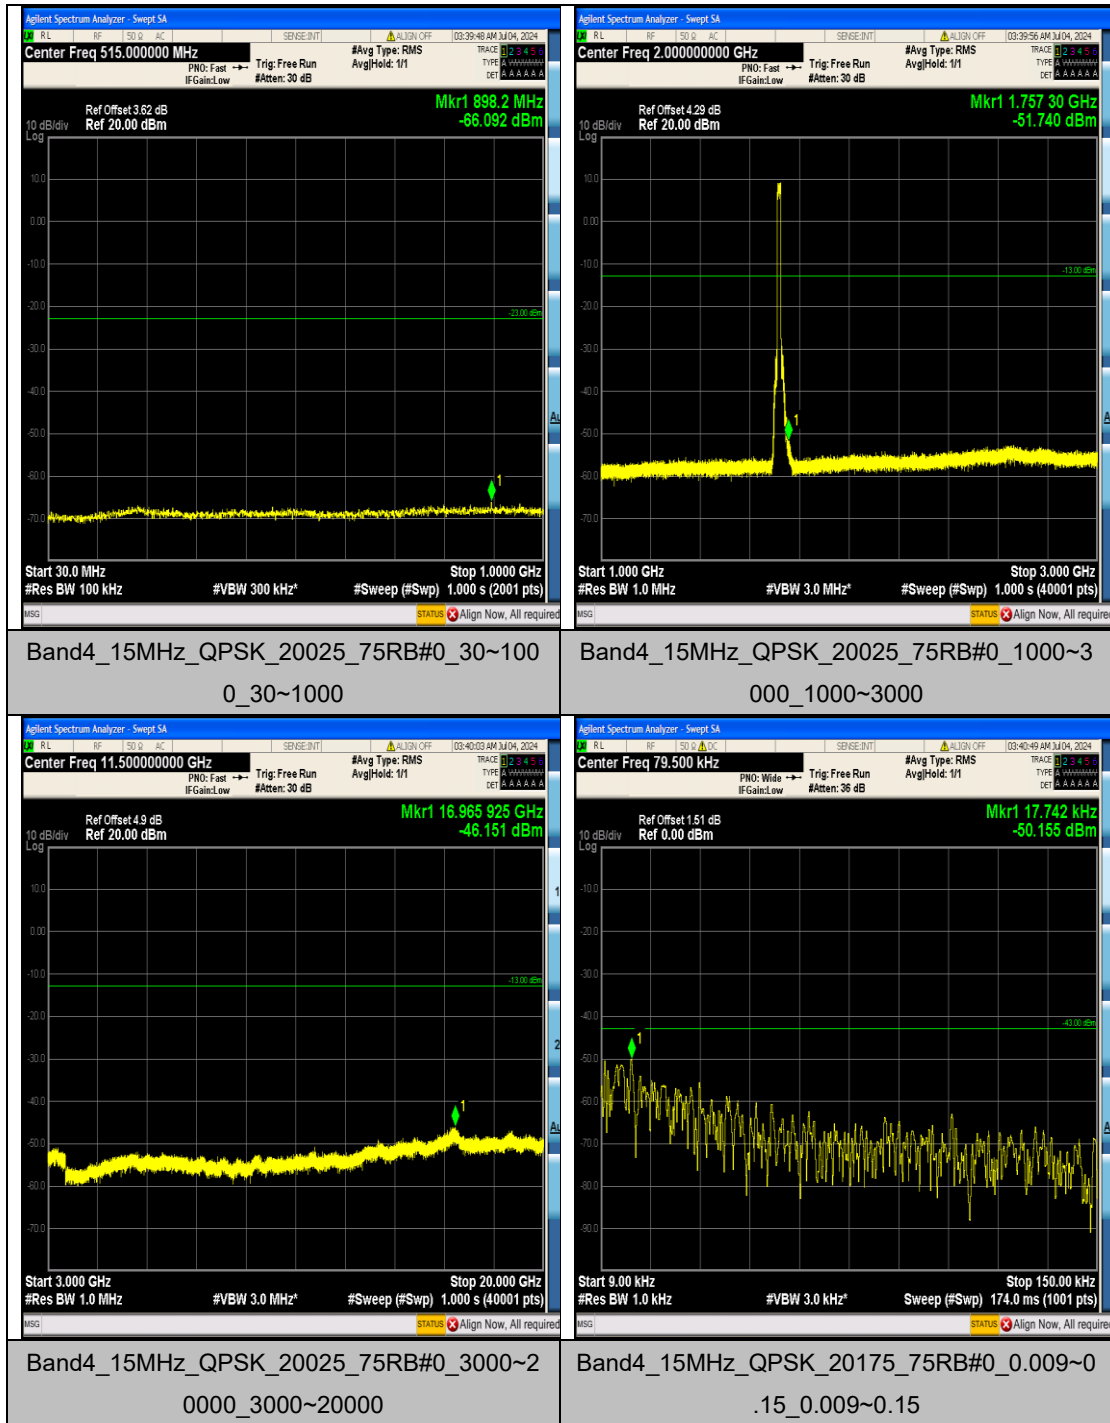 Agilent Spectrum Analyzer - Swept SA
RL RF 50 Ω AC SENSE:INT ALIGN OFF 03:39:48 AM Jul 04, 2024
Center Freq 515.000000 MHz
PNO: Fast
IFGain:Low
Trig: Free Run
#Atten: 30 dB
#Avg Type: RMS
Avg|Hold: 1/1
TRACE 1 2 3 4 5 6
TYPE A
DET A A A A A A
Mkr1 898.2 MHz
-66.092 dBm
Ref Offset 3.62 dB
10 dB/div Ref 20.00 dBm
Log
10.0
0.00
-10.0
-20.0
-23.00 dBm
-30.0
-40.0
-50.0
-60.0
1
-70.0
Start 30.0 MHz Stop 1.0000 GHz
#Res BW 100 kHz #VBW 300 kHz* #Sweep (#Swp) 1.000 s (2001 pts)
MSG STATUS Align Now, All required
Band4_15MHz_QPSK_20025_75RB#0_30~100
0_30~1000
Agilent Spectrum Analyzer - Swept SA
RL RF 50 Ω AC SENSE:INT ALIGN OFF 03:39:56 AM Jul 04, 2024
Center Freq 2.000000000 GHz
PNO: Fast
IFGain:Low
Trig: Free Run
#Atten: 30 dB
#Avg Type: RMS
Avg|Hold: 1/1
TRACE 1 2 3 4 5 6
TYPE A
DET A A A A A A
Mkr1 1.757 30 GHz
-51.740 dBm
Ref Offset 4.29 dB
10 dB/div Ref 20.00 dBm
Log
10.0
0.00
-10.0
-13.00 dBm
-20.0
-30.0
-40.0
1
-50.0
-60.0
-70.0
Start 1.000 GHz Stop 3.000 GHz
#Res BW 1.0 MHz #VBW 3.0 MHz* #Sweep (#Swp) 1.000 s (40001 pts)
MSG STATUS Align Now, All required
Band4_15MHz_QPSK_20025_75RB#0_1000~3
000_1000~3000
Agilent Spectrum Analyzer - Swept SA
RL RF 50 Ω AC SENSE:INT ALIGN OFF 03:40:03 AM Jul 04, 2024
Center Freq 11.500000000 GHz
PNO: Fast
IFGain:Low
Trig: Free Run
#Atten: 30 dB
#Avg Type: RMS
Avg|Hold: 1/1
TRACE 1 2 3 4 5 6
TYPE A
DET A A A A A A
Mkr1 16.965 925 GHz
-46.151 dBm
Ref Offset 4.9 dB
10 dB/div Ref 20.00 dBm
Log
10.0
0.00
-10.0
-13.00 dBm
-20.0
-30.0
-40.0
1
-50.0
-60.0
-70.0
Start 3.000 GHz Stop 20.000 GHz
#Res BW 1.0 MHz #VBW 3.0 MHz* #Sweep (#Swp) 1.000 s (40001 pts)
MSG STATUS Align Now, All required
Band4_15MHz_QPSK_20025_75RB#0_3000~2
0000_3000~20000
Agilent Spectrum Analyzer - Swept SA
RL RF 50 Ω DC SENSE:INT ALIGN OFF 03:40:49 AM Jul 04, 2024
Center Freq 79.500 kHz
PNO: Wide
IFGain:Low
Trig: Free Run
#Atten: 36 dB
#Avg Type: RMS
Avg|Hold: 1/1
TRACE 1 2 3 4 5 6
TYPE A
DET A A A A A A
Mkr1 17.742 kHz
-50.155 dBm
Ref Offset 1.51 dB
10 dB/div Ref 0.00 dBm
Log
-10.0
-20.0
-30.0
-40.0
-43.00 dBm
1
-50.0
-60.0
-70.0
-80.0
-90.0
Start 9.00 kHz Stop 150.00 kHz
#Res BW 1.0 kHz #VBW 3.0 kHz* Sweep (#Swp) 174.0 ms (1001 pts)
MSG STATUS Align Now, All required
Band4_15MHz_QPSK_20175_75RB#0_0.009~0
.15_0.009~0.15